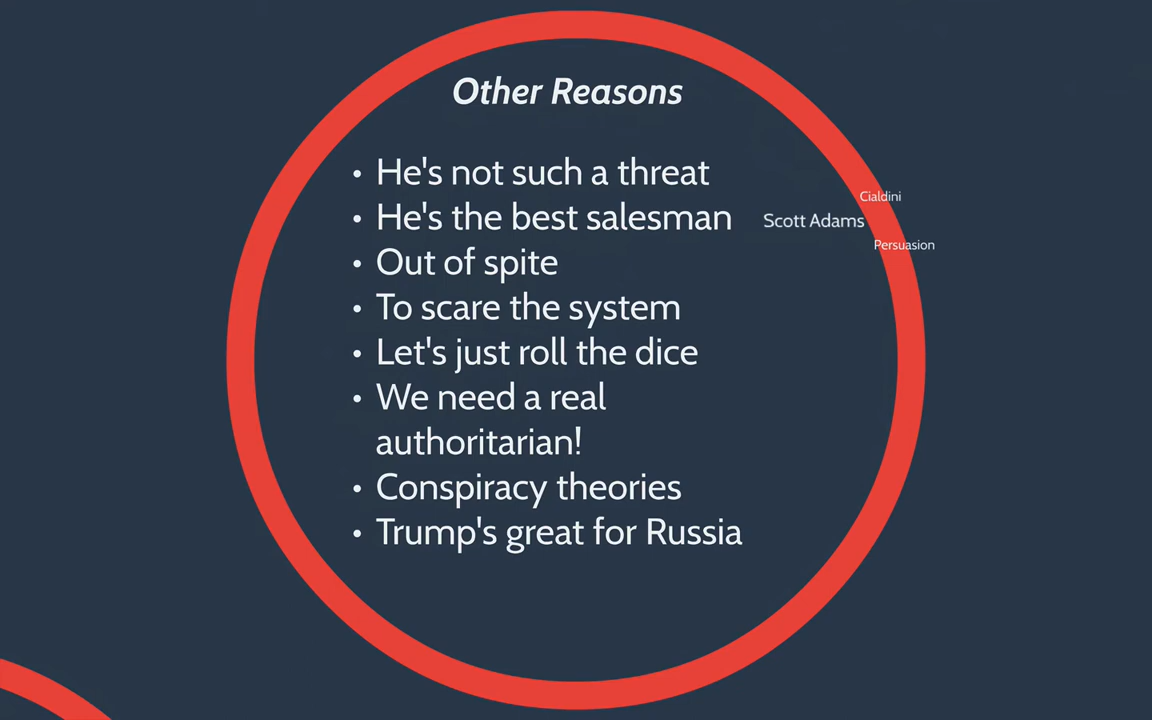 Other Reasons
• He's not such a threat
• He's the best salesman
Cialdini
Scott Adams
Persuasion
• Out of spite
• To scare the system
• Let's just roll the dice
• We need a real
authoritarian!
• Conspiracy theories
• Trump's great for Russia